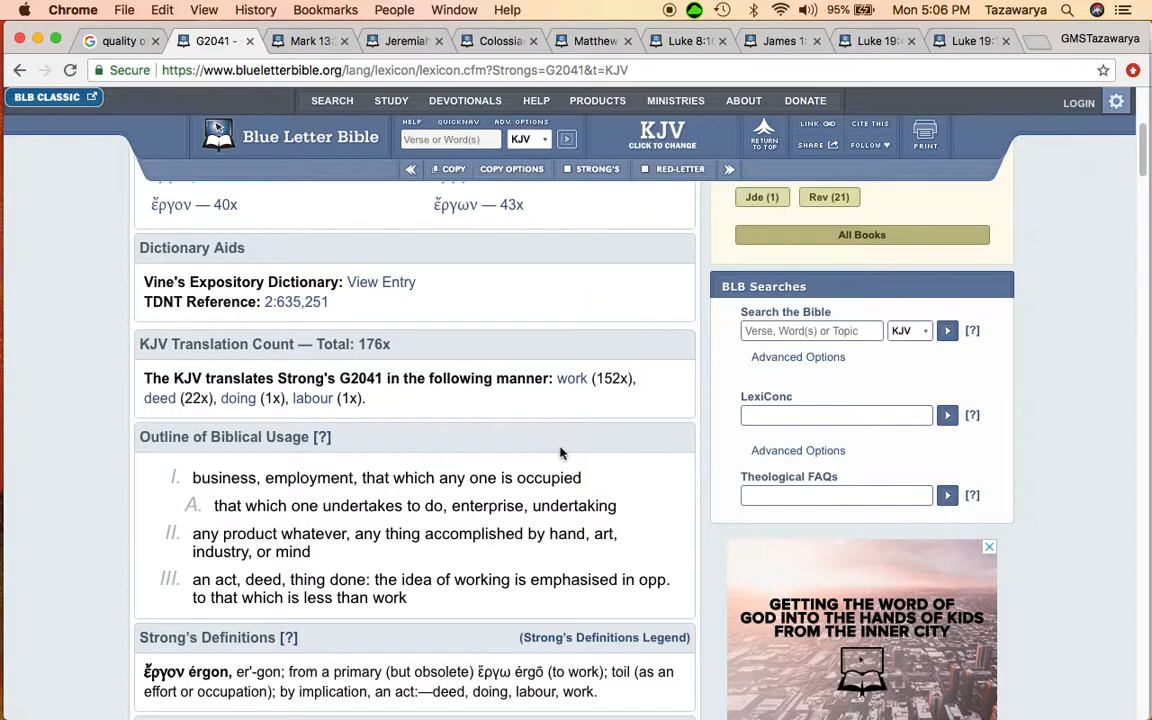 Chrome File Edit View History Bookmarks People Window Help 95% Mon 5:06 PM Tazawarya
quality o × G2041 - × Mark 13: × Jeremiah × Colossia × Matthew × Luke 8:1 × James 1: × Luke 19: × Luke 19: × GMSTazawarya
Secure https://www.blueletterbible.org/lang/lexicon/lexicon.cfm?Strongs=G2041&t=KJV
BLB CLASSIC
SEARCH STUDY DEVOTIONALS HELP PRODUCTS MINISTRIES ABOUT DONATE LOGIN
HELP QUICKNAV ADV. OPTIONS
Blue Letter Bible Verse or Word(s) KJV
KJV
CLICK TO CHANGE
RETURN TO TOP
LINK CITE THIS
SHARE FOLLOW
PRINT
COPY COPY OPTIONS STRONG'S RED-LETTER
ἔργον — 40x ἔργων — 43x
Dictionary Aids
Vine's Expository Dictionary: View Entry
TDNT Reference: 2:635,251
KJV Translation Count — Total: 176x
The KJV translates Strong's G2041 in the following manner: work (152x),
deed (22x), doing (1x), labour (1x).
Outline of Biblical Usage [?]
I. business, employment, that which any one is occupied
A. that which one undertakes to do, enterprise, undertaking
II. any product whatever, any thing accomplished by hand, art,
industry, or mind
III. an act, deed, thing done: the idea of working is emphasised in opp.
to that which is less than work
Strong's Definitions [?] (Strong's Definitions Legend)
ἔργον érgon, er'-gon; from a primary (but obsolete) ἔργω érgō (to work); toil (as an
effort or occupation); by implication, an act:—deed, doing, labour, work.
Jde (1) Rev (21)
All Books
BLB Searches
Search the Bible
Verse, Word(s) or Topic KJV [?]
Advanced Options
LexiConc
[?]
Advanced Options
Theological FAQs
[?]
GETTING THE WORD OF
GOD INTO THE HANDS OF KIDS
FROM THE INNER CITY